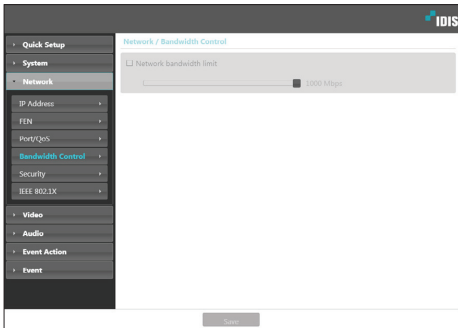 IDIS
Quick Setup
System
Network
IP Address
FEN
Port/QoS
Bandwidth Control
Security
IEEE 802.1X
Video
Audio
Event Action
Event
Network / Bandwidth Control
Network bandwidth limit
1000 Mbps
Save